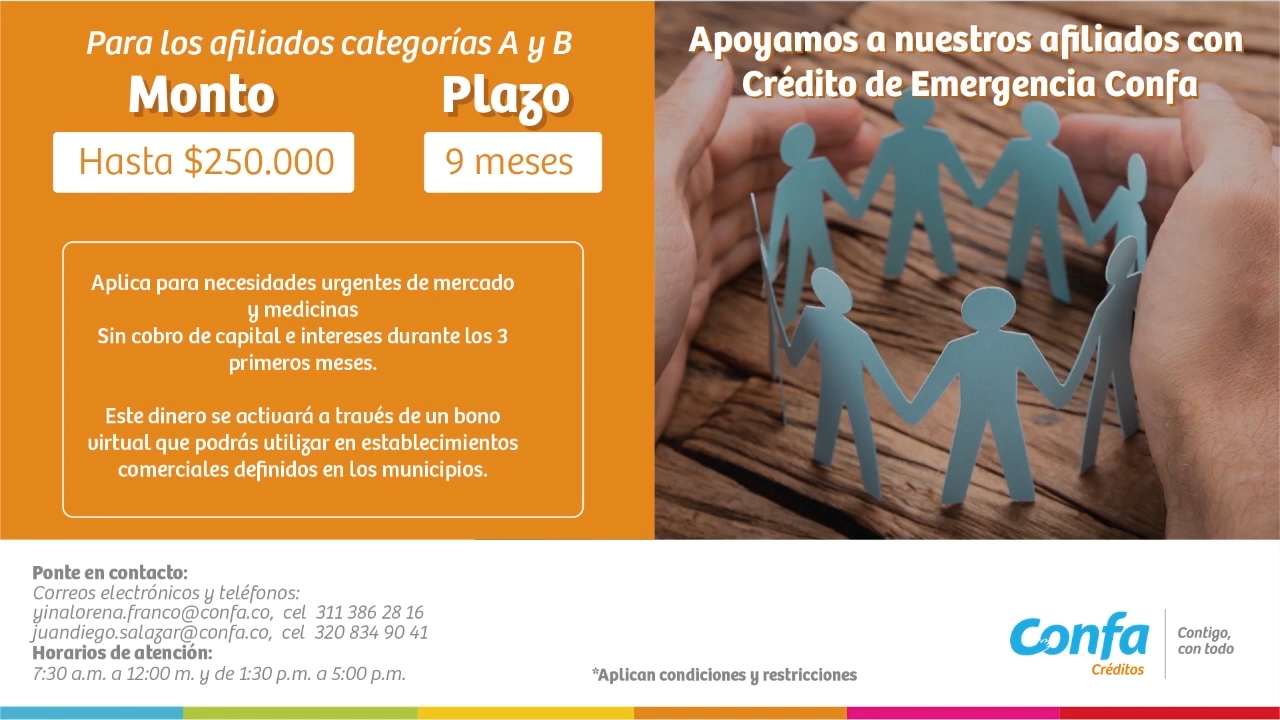 Para los afiliados categorías A y B
Monto
Plazo
Hasta $250.000
9 meses
Aplica para necesidades urgentes de mercado
y medicinas
Sin cobro de capital e intereses durante los 3
primeros meses.
Este dinero se activará a través de un bono
virtual que podrás utilizar en establecimientos
comerciales definidos en los municipios.
Apoyamos a nuestros afiliados con
Crédito de Emergencia Confa
Ponte en contacto:
Correos electrónicos y teléfonos:
yinalorena.franco@confa.co, cel 311 386 28 16
juandiego.salazar@confa.co, cel 320 834 90 41
Horarios de atención:
7:30 a.m. a 12:00 m. y de 1:30 p.m. a 5:00 p.m.
*Aplican condiciones y restricciones
Confa
Créditos
Contigo,
con todo